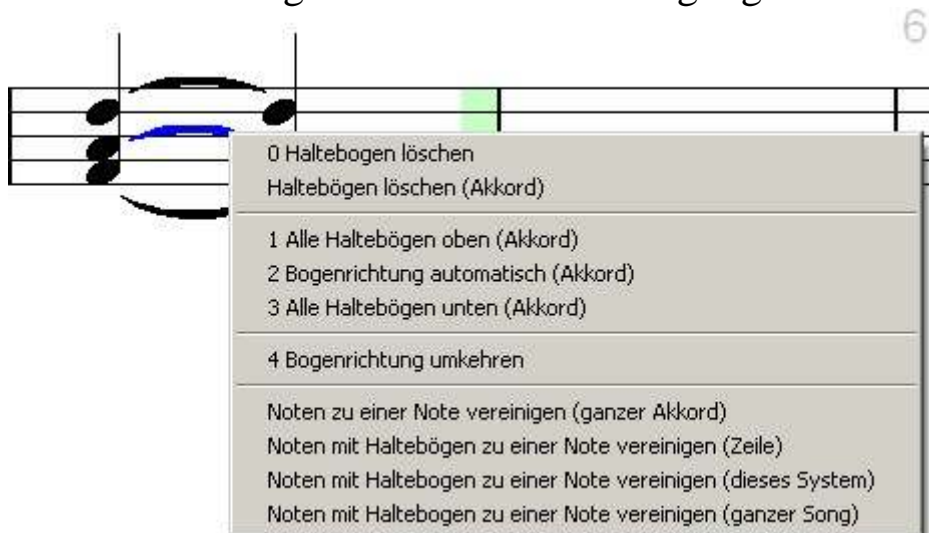 6
0 Haltebogen löschen
Haltebögen löschen (Akkord)
1 Alle Haltebögen oben (Akkord)
2 Bogenrichtung automatisch (Akkord)
3 Alle Haltebögen unten (Akkord)
4 Bogenrichtung umkehren
Noten zu einer Note vereinigen (ganzer Akkord)
Noten mit Haltebögen zu einer Note vereinigen (Zeile)
Noten mit Haltebogen zu einer Note vereinigen (dieses System)
Noten mit Haltebogen zu einer Note vereinigen (ganzer Song)